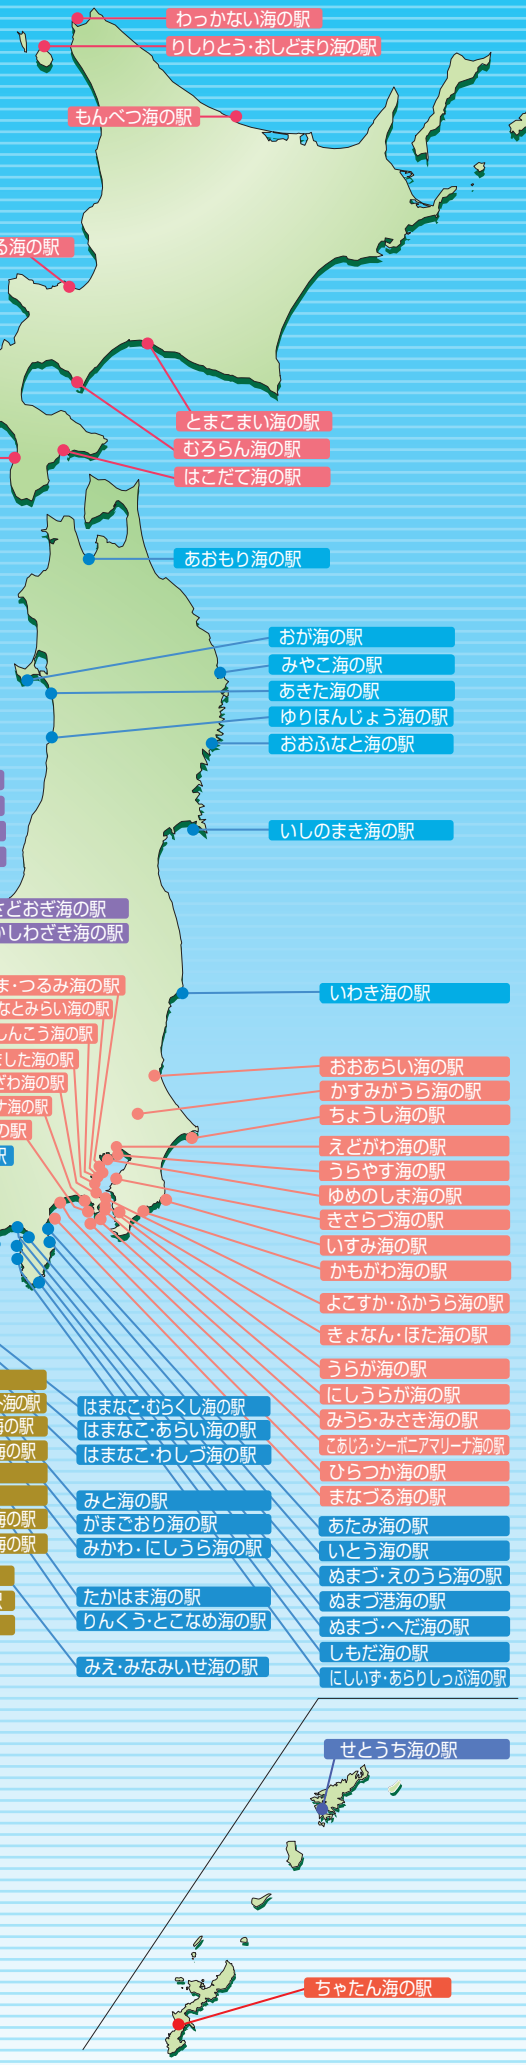 わっかない海の駅
りしりとう・おしどまり海の駅
もんべつ海の駅
る海の駅
とまこまい海の駅
むろらん海の駅
はこだて海の駅
あおもり海の駅
おが海の駅
みやこ海の駅
あきた海の駅
ゆりほんじょう海の駅
おおふなと海の駅
いしのまき海の駅
さどおぎ海の駅
かしわざき海の駅
ま・つるみ海の駅
なとみらい海の駅
しんこう海の駅
ました海の駅
ざわ海の駅
ナ海の駅
の駅
駅
いわき海の駅
おおあらい海の駅
かすみがうら海の駅
ちょうし海の駅
えどがわ海の駅
うらやす海の駅
ゆめのしま海の駅
きさらづ海の駅
いすみ海の駅
かもがわ海の駅
よこすか・ふかうら海の駅
きょなん・ほた海の駅
うらが海の駅
にしうらが海の駅
みうら・みさき海の駅
こあじろ・シーボニアマリーナ海の駅
ひらつか海の駅
まなづる海の駅
あたみ海の駅
いとう海の駅
ぬまづ・えのうら海の駅
ぬまづ港海の駅
ぬまづ・へだ海の駅
しもだ海の駅
にしいず・あらりしっぷ海の駅
海の駅
海の駅
海の駅
海の駅
海の駅
駅
はまなこ・むらくし海の駅
はまなこ・あらい海の駅
はまなこ・わしづ海の駅
みと海の駅
がまごおり海の駅
みかわ・にしうら海の駅
たかはま海の駅
りんくう・とこなめ海の駅
みえ・みなみいせ海の駅
せとうち海の駅
ちゃたん海の駅